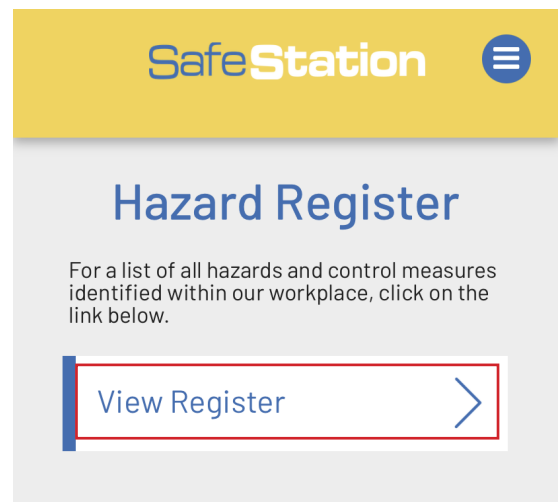 SafeStation
Hazard Register
For a list of all hazards and control measures
identified within our workplace, click on the
link below.
View Register